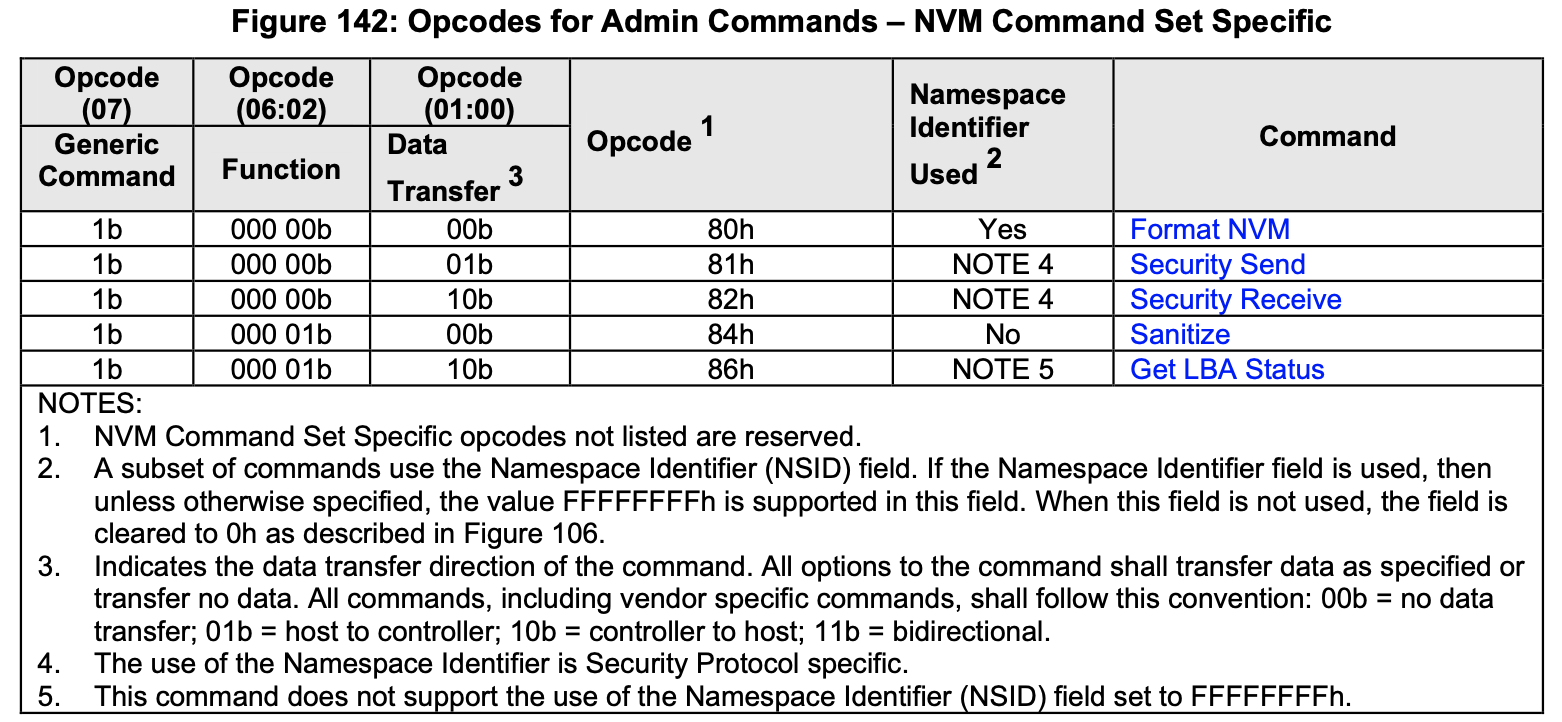 Figure 142: Opcodes for Admin Commands – NVM Command Set Specific
Opcode (07) Opcode (06:02) Opcode (01:00) Opcode 1 Namespace Identifier Used 2 Command
Generic Command Function Data Transfer 3
1b 000 00b 00b 80h Yes Format NVM
1b 000 00b 01b 81h NOTE 4 Security Send
1b 000 00b 10b 82h NOTE 4 Security Receive
1b 000 01b 00b 84h No Sanitize
1b 000 01b 10b 86h NOTE 5 Get LBA Status
NOTES:
1. NVM Command Set Specific opcodes not listed are reserved.
2. A subset of commands use the Namespace Identifier (NSID) field. If the Namespace Identifier field is used, then
unless otherwise specified, the value FFFFFFFFh is supported in this field. When this field is not used, the field is
cleared to 0h as described in Figure 106.
3. Indicates the data transfer direction of the command. All options to the command shall transfer data as specified or
transfer no data. All commands, including vendor specific commands, shall follow this convention: 00b = no data
transfer; 01b = host to controller; 10b = controller to host; 11b = bidirectional.
4. The use of the Namespace Identifier is Security Protocol specific.
5. This command does not support the use of the Namespace Identifier (NSID) field set to FFFFFFFFh.